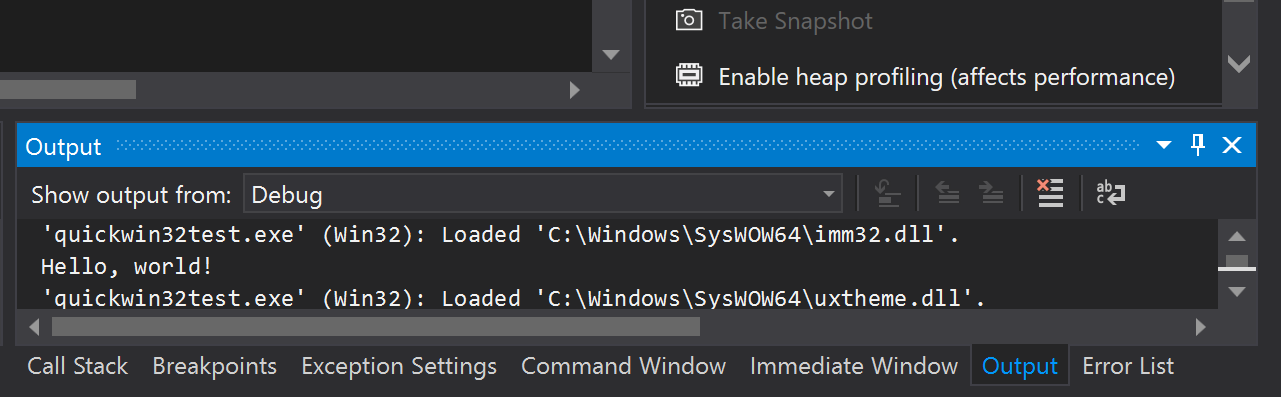 Take Snapshot
Enable heap profiling (affects performance)
Output
Show output from: Debug
'quickwin32test.exe' (Win32): Loaded 'C:\Windows\SysWOW64\imm32.dll'.
Hello, world!
'quickwin32test.exe' (Win32): Loaded 'C:\Windows\SysWOW64\uxtheme.dll'.
Call Stack Breakpoints Exception Settings Command Window Immediate Window Output Error List